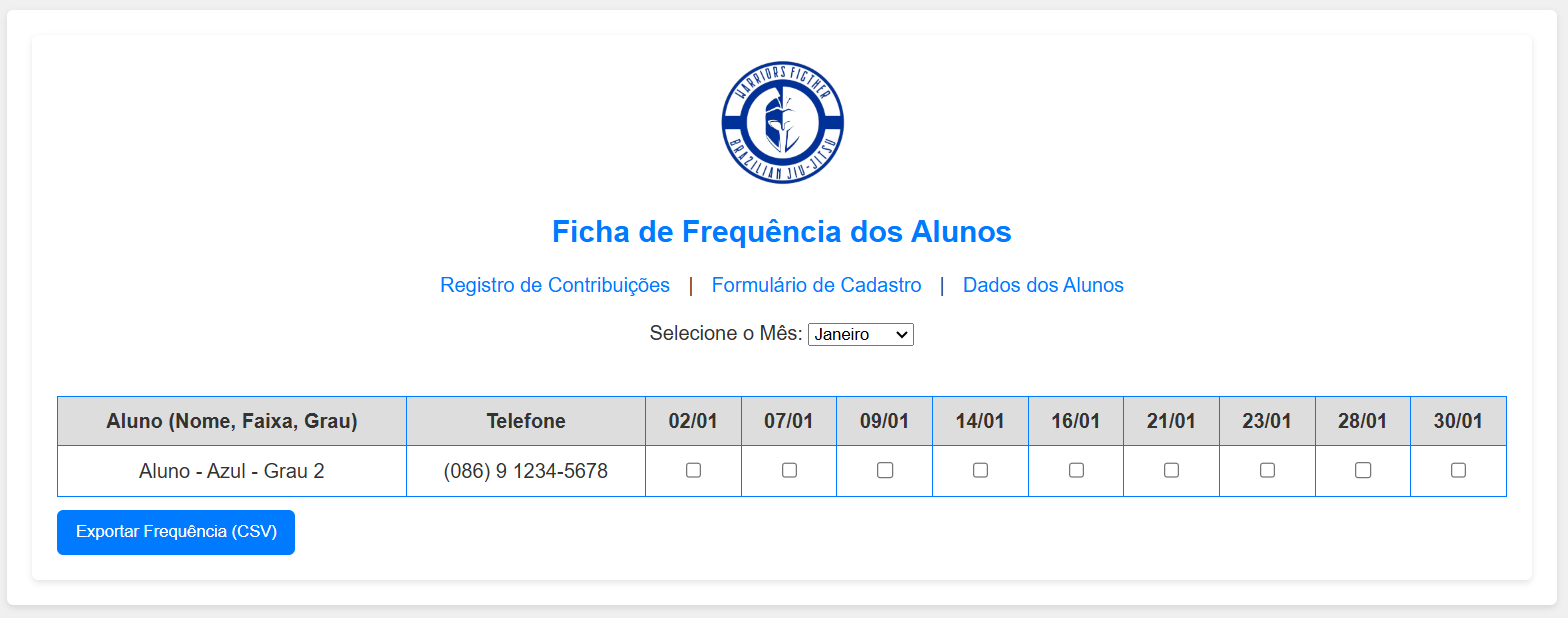 WARRIORS FIGTHER
BRAZILIAN JIU-JITSU
Ficha de Frequência dos Alunos
Registro de Contribuições | Formulário de Cadastro | Dados dos Alunos
Selecione o Mês: Janeiro
Aluno (Nome, Faixa, Grau) Telefone 02/01 07/01 09/01 14/01 16/01 21/01 23/01 28/01 30/01
Aluno - Azul - Grau 2 (086) 9 1234-5678
Exportar Frequência (CSV)